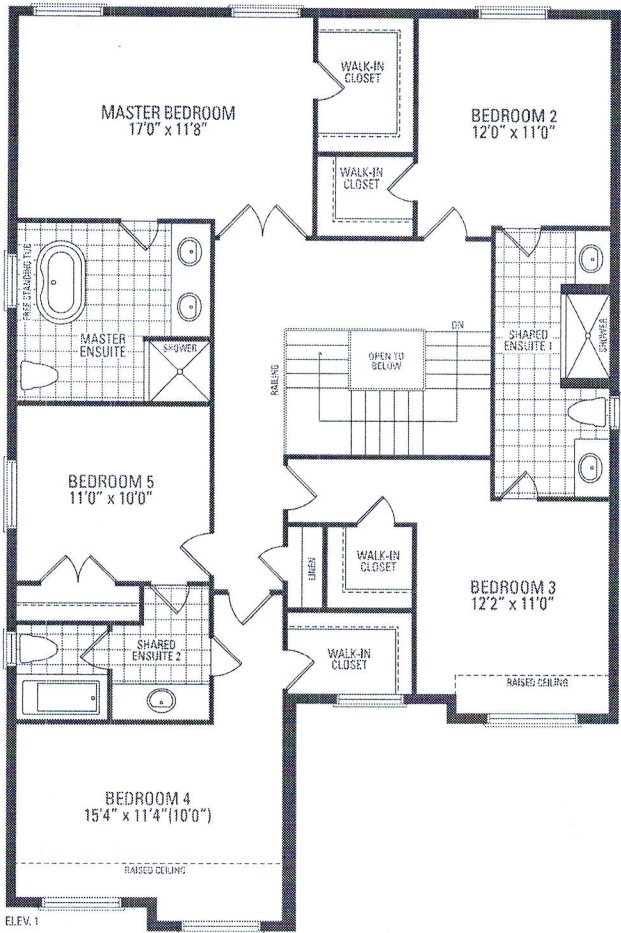 WALK-IN
CLOSET
MASTER BEDROOM
17'0" x 11'8"
BEDROOM 2
12'0" x 11'0"
WALK-IN
CLOSET
FREE STANDING TUB
MASTER
ENSUITE
SHOWER
DN
OPEN TO
BELOW
RAILING
SHARED
ENSUITE 1
SHOWER
BEDROOM 5
11'0" x 10'0"
LINEN
WALK-IN
CLOSET
BEDROOM 3
12'2" x 11'0"
SHARED
ENSUITE 2
WALK-IN
CLOSET
RAISED CEILING
BEDROOM 4
15'4" x 11'4"(10'0")
RAISED CEILING
ELEV. 1